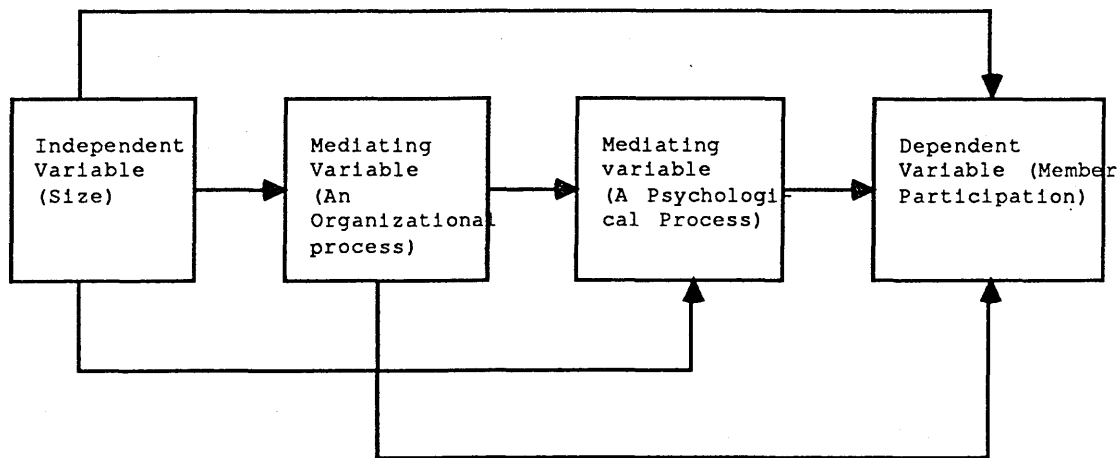 Independent
Variable
(Size)
Mediating
Variable
(An
Organizational
process)
Mediating
variable
(A Psychologi-
cal Process)
Dependent
Variable (Member
Participation)